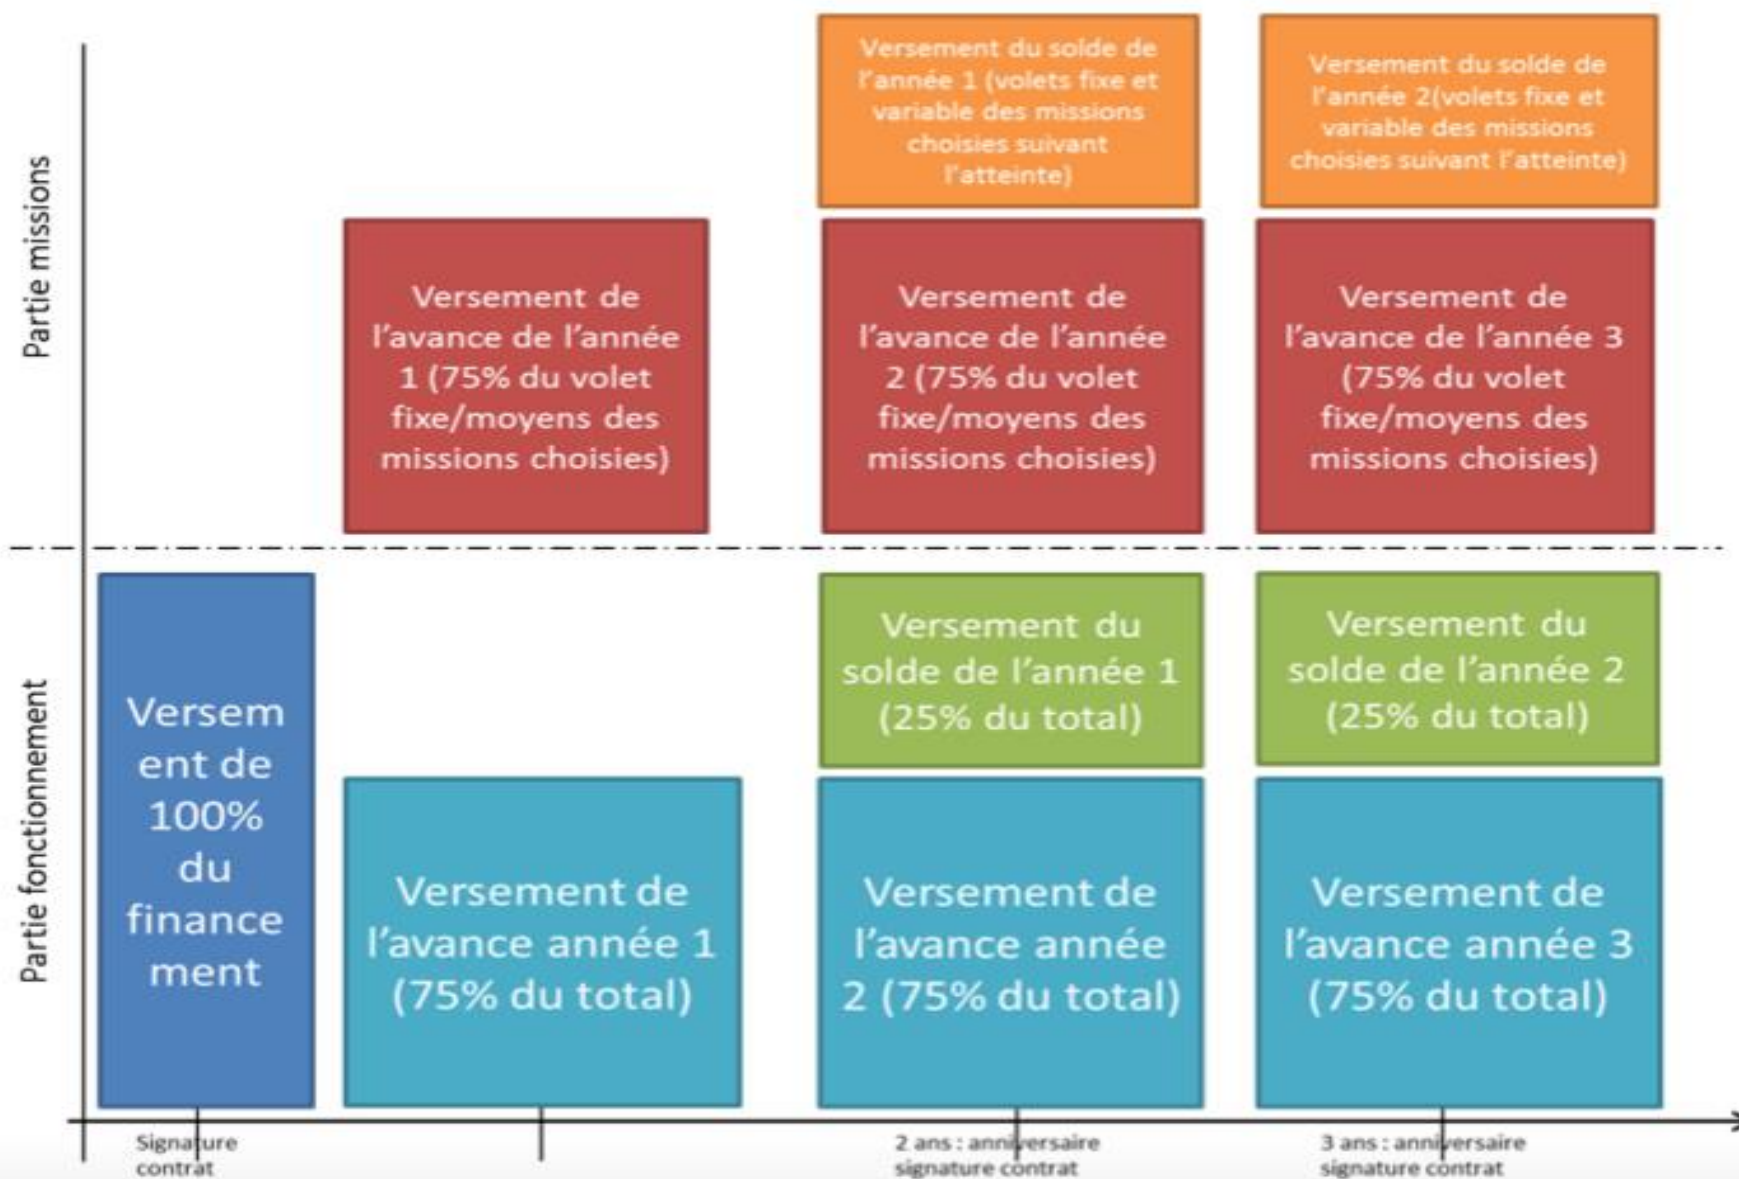 Partie missions
Versement du solde de
l'année 1 (volets fixe et
variable des missions
choisies suivant
l'atteinte)
Versement du solde de
l'année 2(volets fixe et
variable des missions
choisies suivant l'atteinte)
Versement de
l'avance de l'année
1 (75% du volet
fixe/moyens des
missions choisies)
Versement de
l'avance de l'année
2 (75% du volet
fixe/moyens des
missions choisies)
Versement de
l'avance de l'année 3
(75% du volet
fixe/moyens des
missions choisies)
Partie fonctionnement
Versem
ent de
100%
du
finance
ment
Versement de
l'avance année 1
(75% du total)
Versement du
solde de l'année 1
(25% du total)
Versement de
l'avance année
2 (75% du total)
Versement du
solde de l'année 2
(25% du total)
Versement de
l'avance année 3
(75% du total)
Signature
contrat
2 ans : anniversaire
signature contrat
3 ans : anniversaire
signature contrat